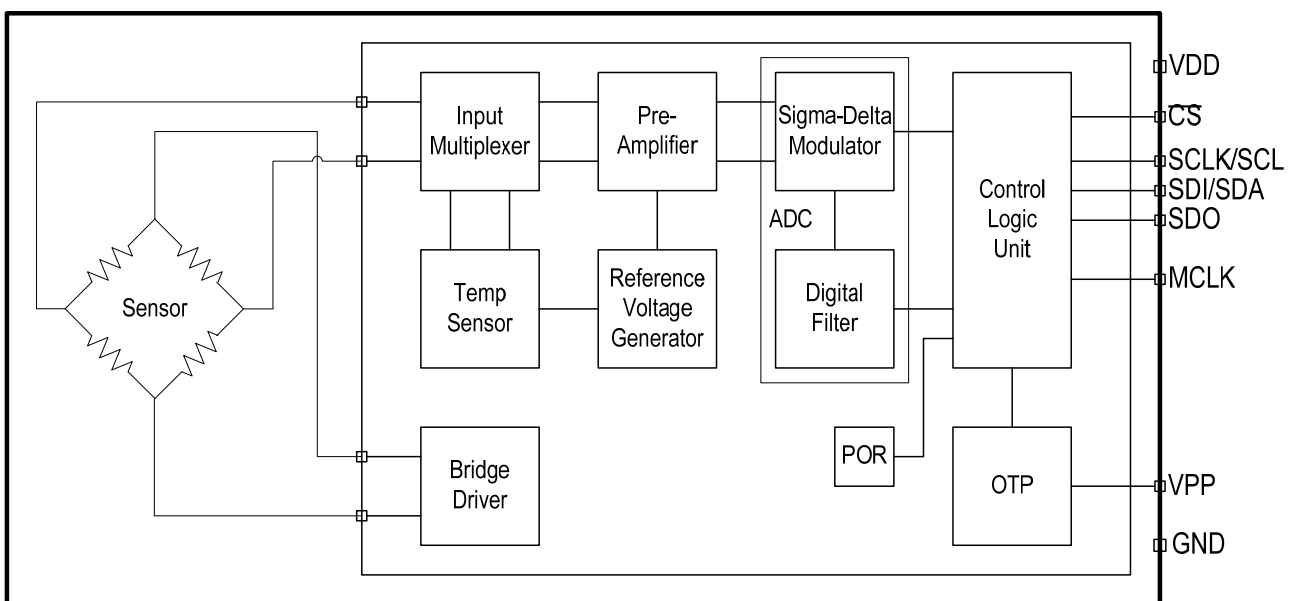 VDD
Input
Multiplexer
Pre-
Amplifier
Sigma-Delta
Modulator
C̅S̅
SCLK/SCL
Control
Logic
Unit
SDI/SDA
SDO
ADC
MCLK
Sensor
Temp
Sensor
Reference
Voltage
Generator
Digital
Filter
POR
Bridge
Driver
OTP
VPP
GND